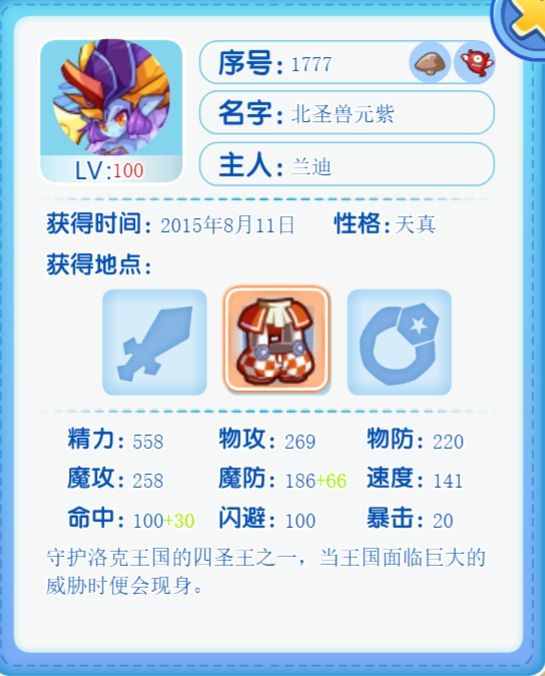 序号: 1777
名字: 北圣兽元紫
LV:100
主人: 兰迪
获得时间: 2015年8月11日 性格: 天真
获得地点:
精力: 558 物攻: 269 物防: 220
魔攻: 258 魔防: 186+66 速度: 141
命中: 100+30 闪避: 100 暴击: 20
守护洛克王国的四圣王之一，当王国面临巨大的
威胁时便会现身。